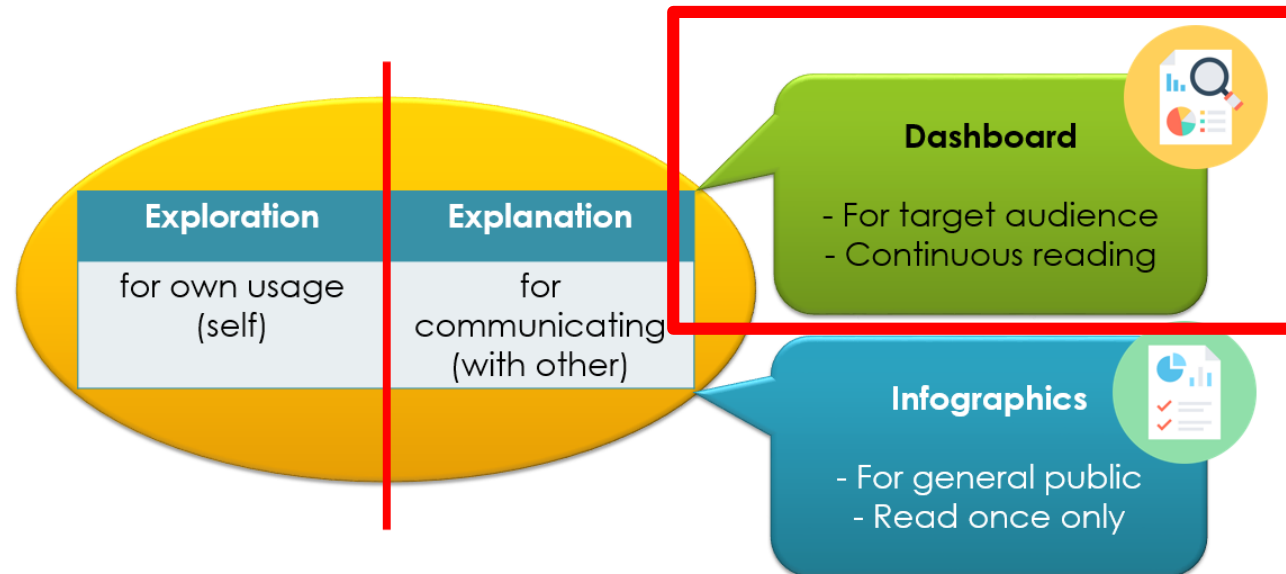 Exploration
for own usage
(self)
Explanation
for
communicating
(with other)
Dashboard
- For target audience
- Continuous reading
Infographics
- For general public
- Read once only